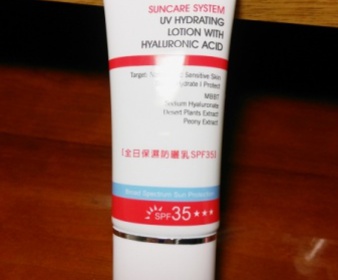 SUNCARE SYSTEM
UV HYDRATING
LOTION WITH
HYALURONIC ACID
Target: Sensitive Skin
Hydrate | Protect
Sodium Hyaluronate
Desert Plants Extract
Peony Extract
[全日保濕防曬乳SPF35]
Broad Spectrum Sun Protection
SPF35★★★